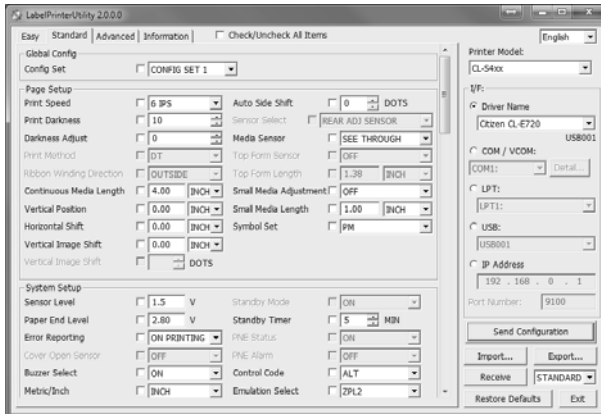 LabelPrinterUtility 2.0.0.0
Easy Standard Advanced Information Check/Uncheck All Items English
Global Config
Config Set CONFIG SET 1
Page Setup
Print Speed 6 IPS Auto Side Shift 0 DOTS
Print Darkness 10 Sensor Select REAR ADJ SENSOR
Darkness Adjust 0 Media Sensor SEE THROUGH
Print Method DT Top Form Sensor OFF
Ribbon Winding Direction OUTSIDE Top Form Length 1.38 INCH
Continuous Media Length 4.00 INCH Small Media Adjustment OFF
Vertical Position 0.00 INCH Small Media Length 1.00 INCH
Horizontal Shift 0.00 INCH Symbol Set PM
Vertical Image Shift 0.00 INCH
Vertical Image Shift DOTS
System Setup
Sensor Level 1.5 V Standby Mode ON
Paper End Level 2.80 V Standby Timer 5 MIN
Error Reporting ON PRINTING PNE Status ON
Cover Open Sensor OFF PNE Alarm OFF
Buzzer Select ON Control Code ALT
Metric/Inch INCH Emulation Select ZPL2
Printer Model:
CL-S4xx
I/F:
Driver Name
Citizen CL-E720
USB001
COM / VCOM:
COM1: Detail...
LPT:
LPT1:
USB:
USB001
IP Address
192 . 168 . 0 . 1
Port Number: 9100
Send Configuration
Import... Export...
Receive STANDARD
Restore Defaults Exit